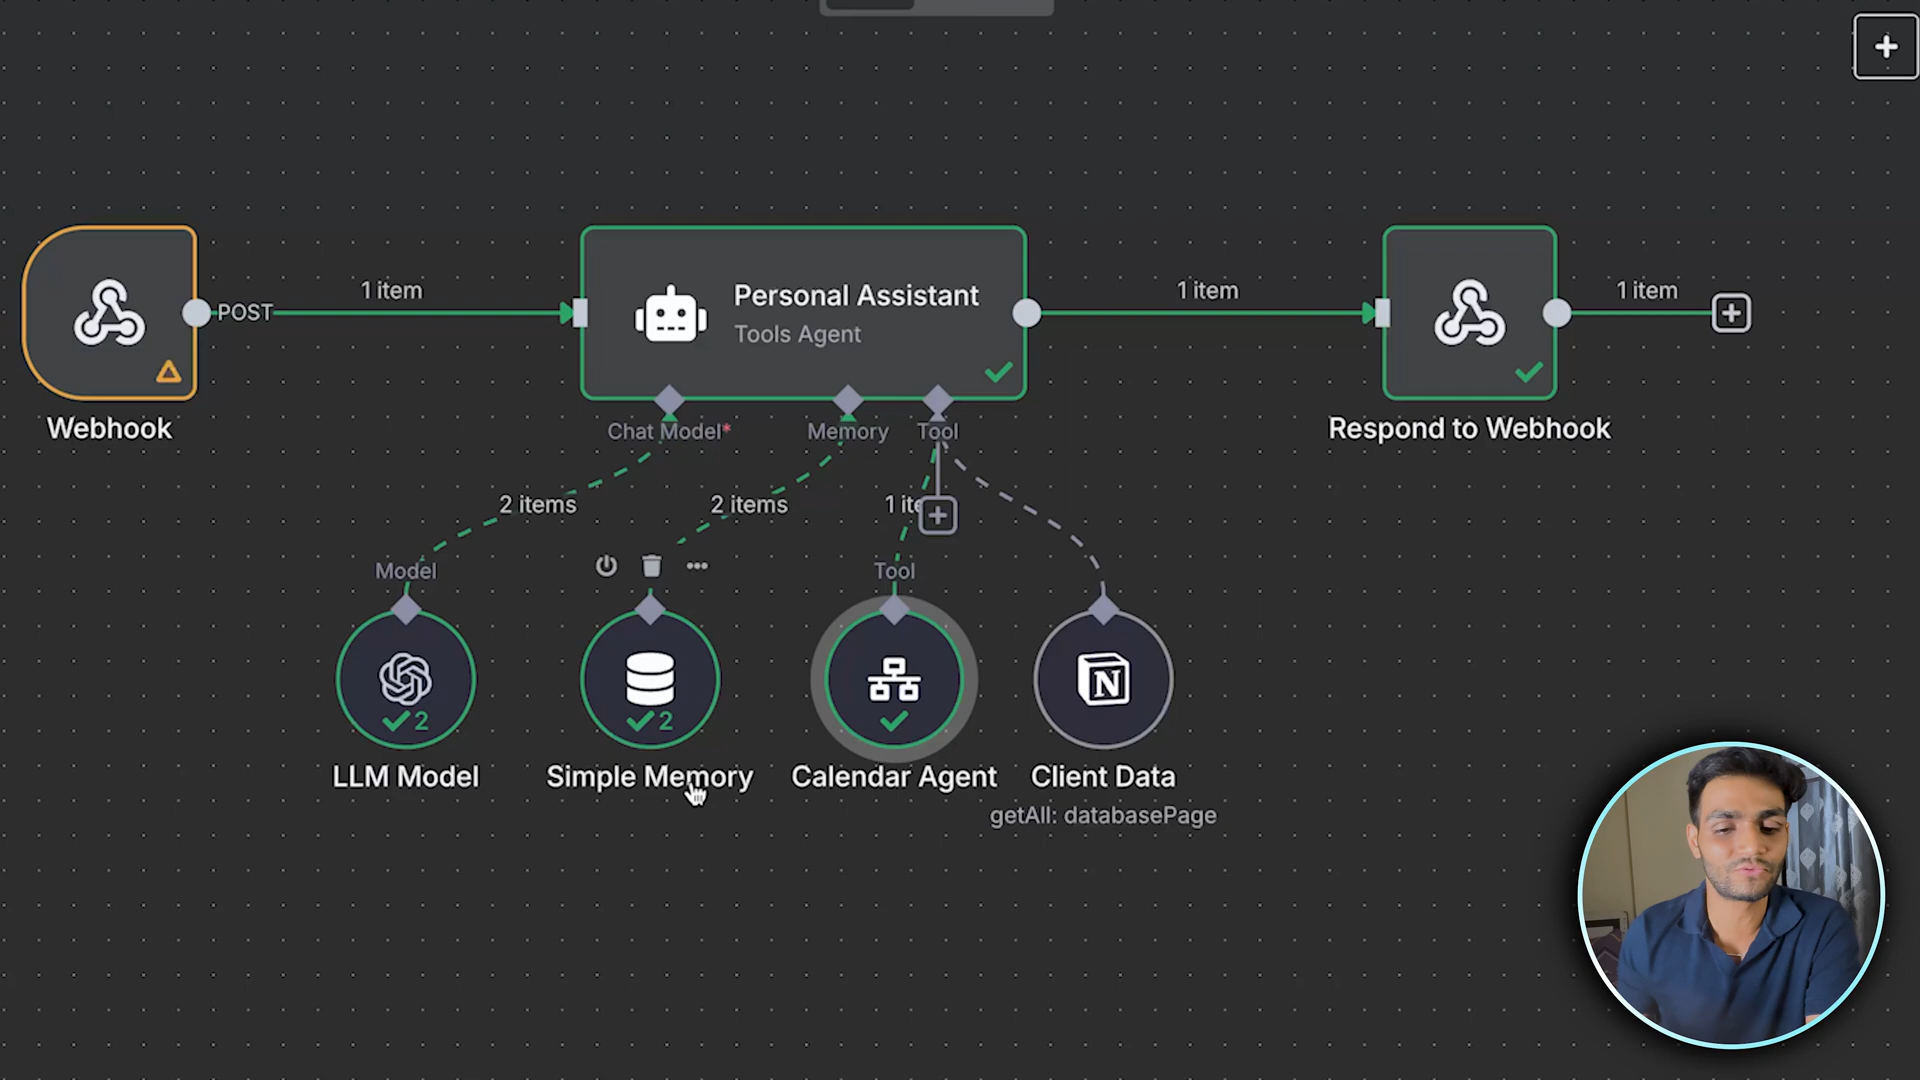 1 item
1 item
1 item
POST
Personal Assistant
Tools Agent
Webhook
Respond to Webhook
Chat Model*
Memory
Tool
2 items
2 items
1 ite
Model
Tool
2
2
N
LLM Model
Simple Memory
Calendar Agent
Client Data
getAll: databasePage